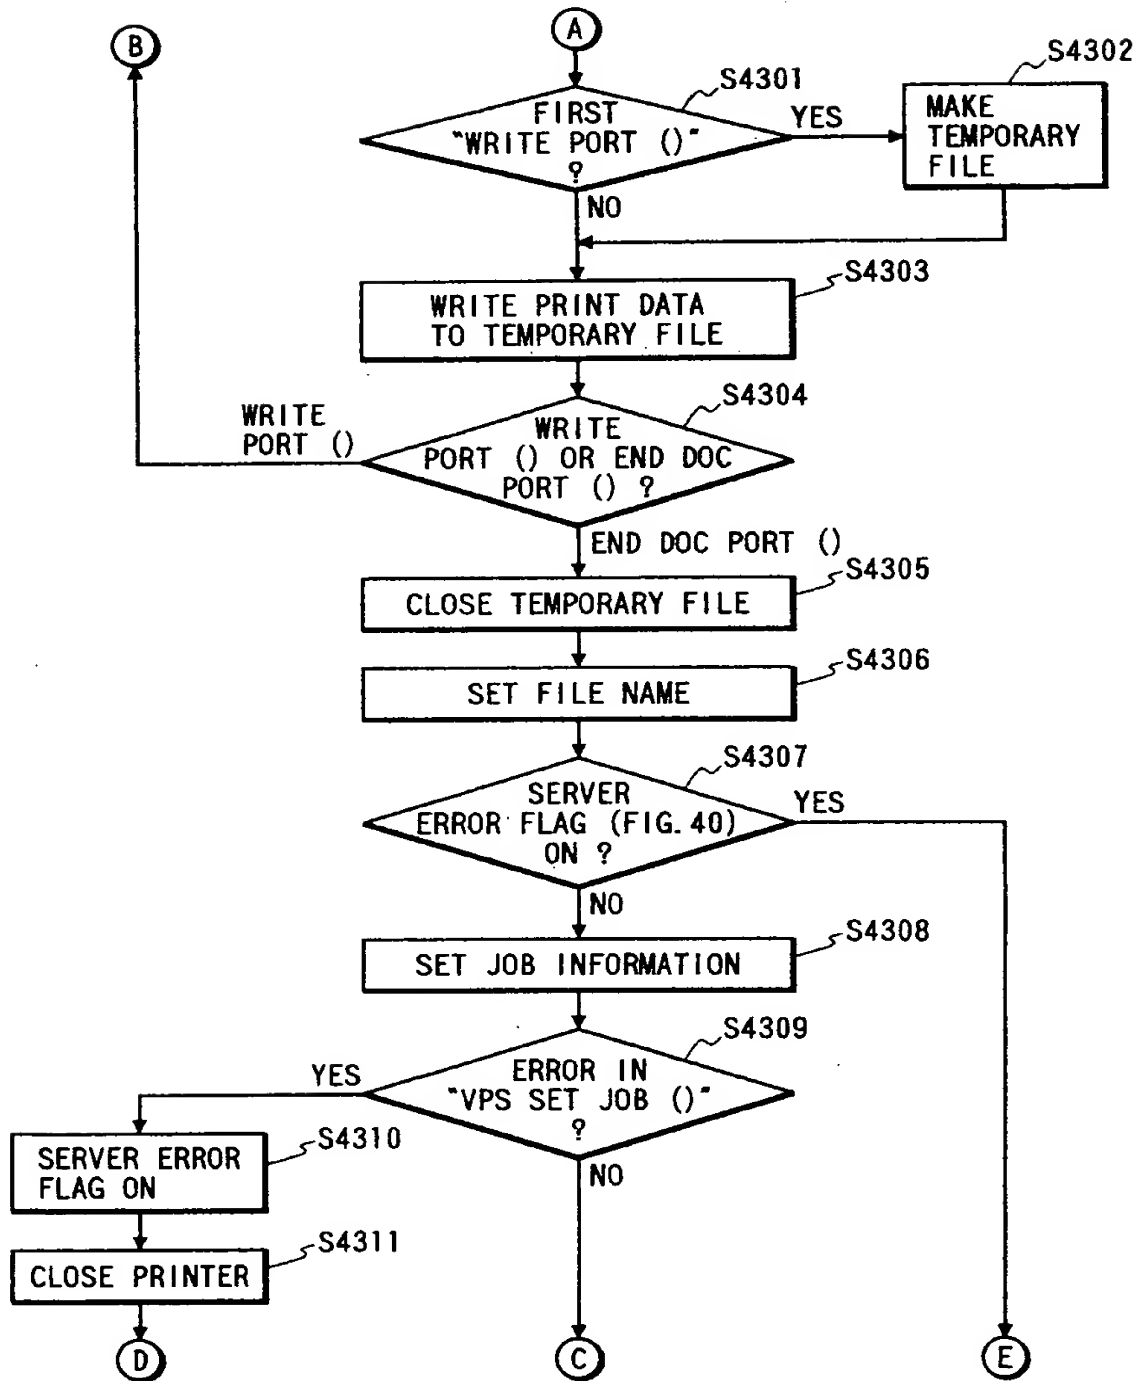 A
B
S4301
S4302
FIRST
"WRITE PORT ()"
?
YES
MAKE
TEMPORARY
FILE
NO
S4303
WRITE PRINT DATA
TO TEMPORARY FILE
S4304
WRITE
PORT ()
WRITE
PORT () OR END DOC
PORT () ?
END DOC PORT ()
S4305
CLOSE TEMPORARY FILE
S4306
SET FILE NAME
S4307
SERVER
ERROR FLAG (FIG. 40)
ON ?
YES
NO
S4308
SET JOB INFORMATION
S4309
ERROR IN
"VPS SET JOB ()"
?
YES
NO
S4310
SERVER ERROR
FLAG ON
S4311
CLOSE PRINTER
D
C
E